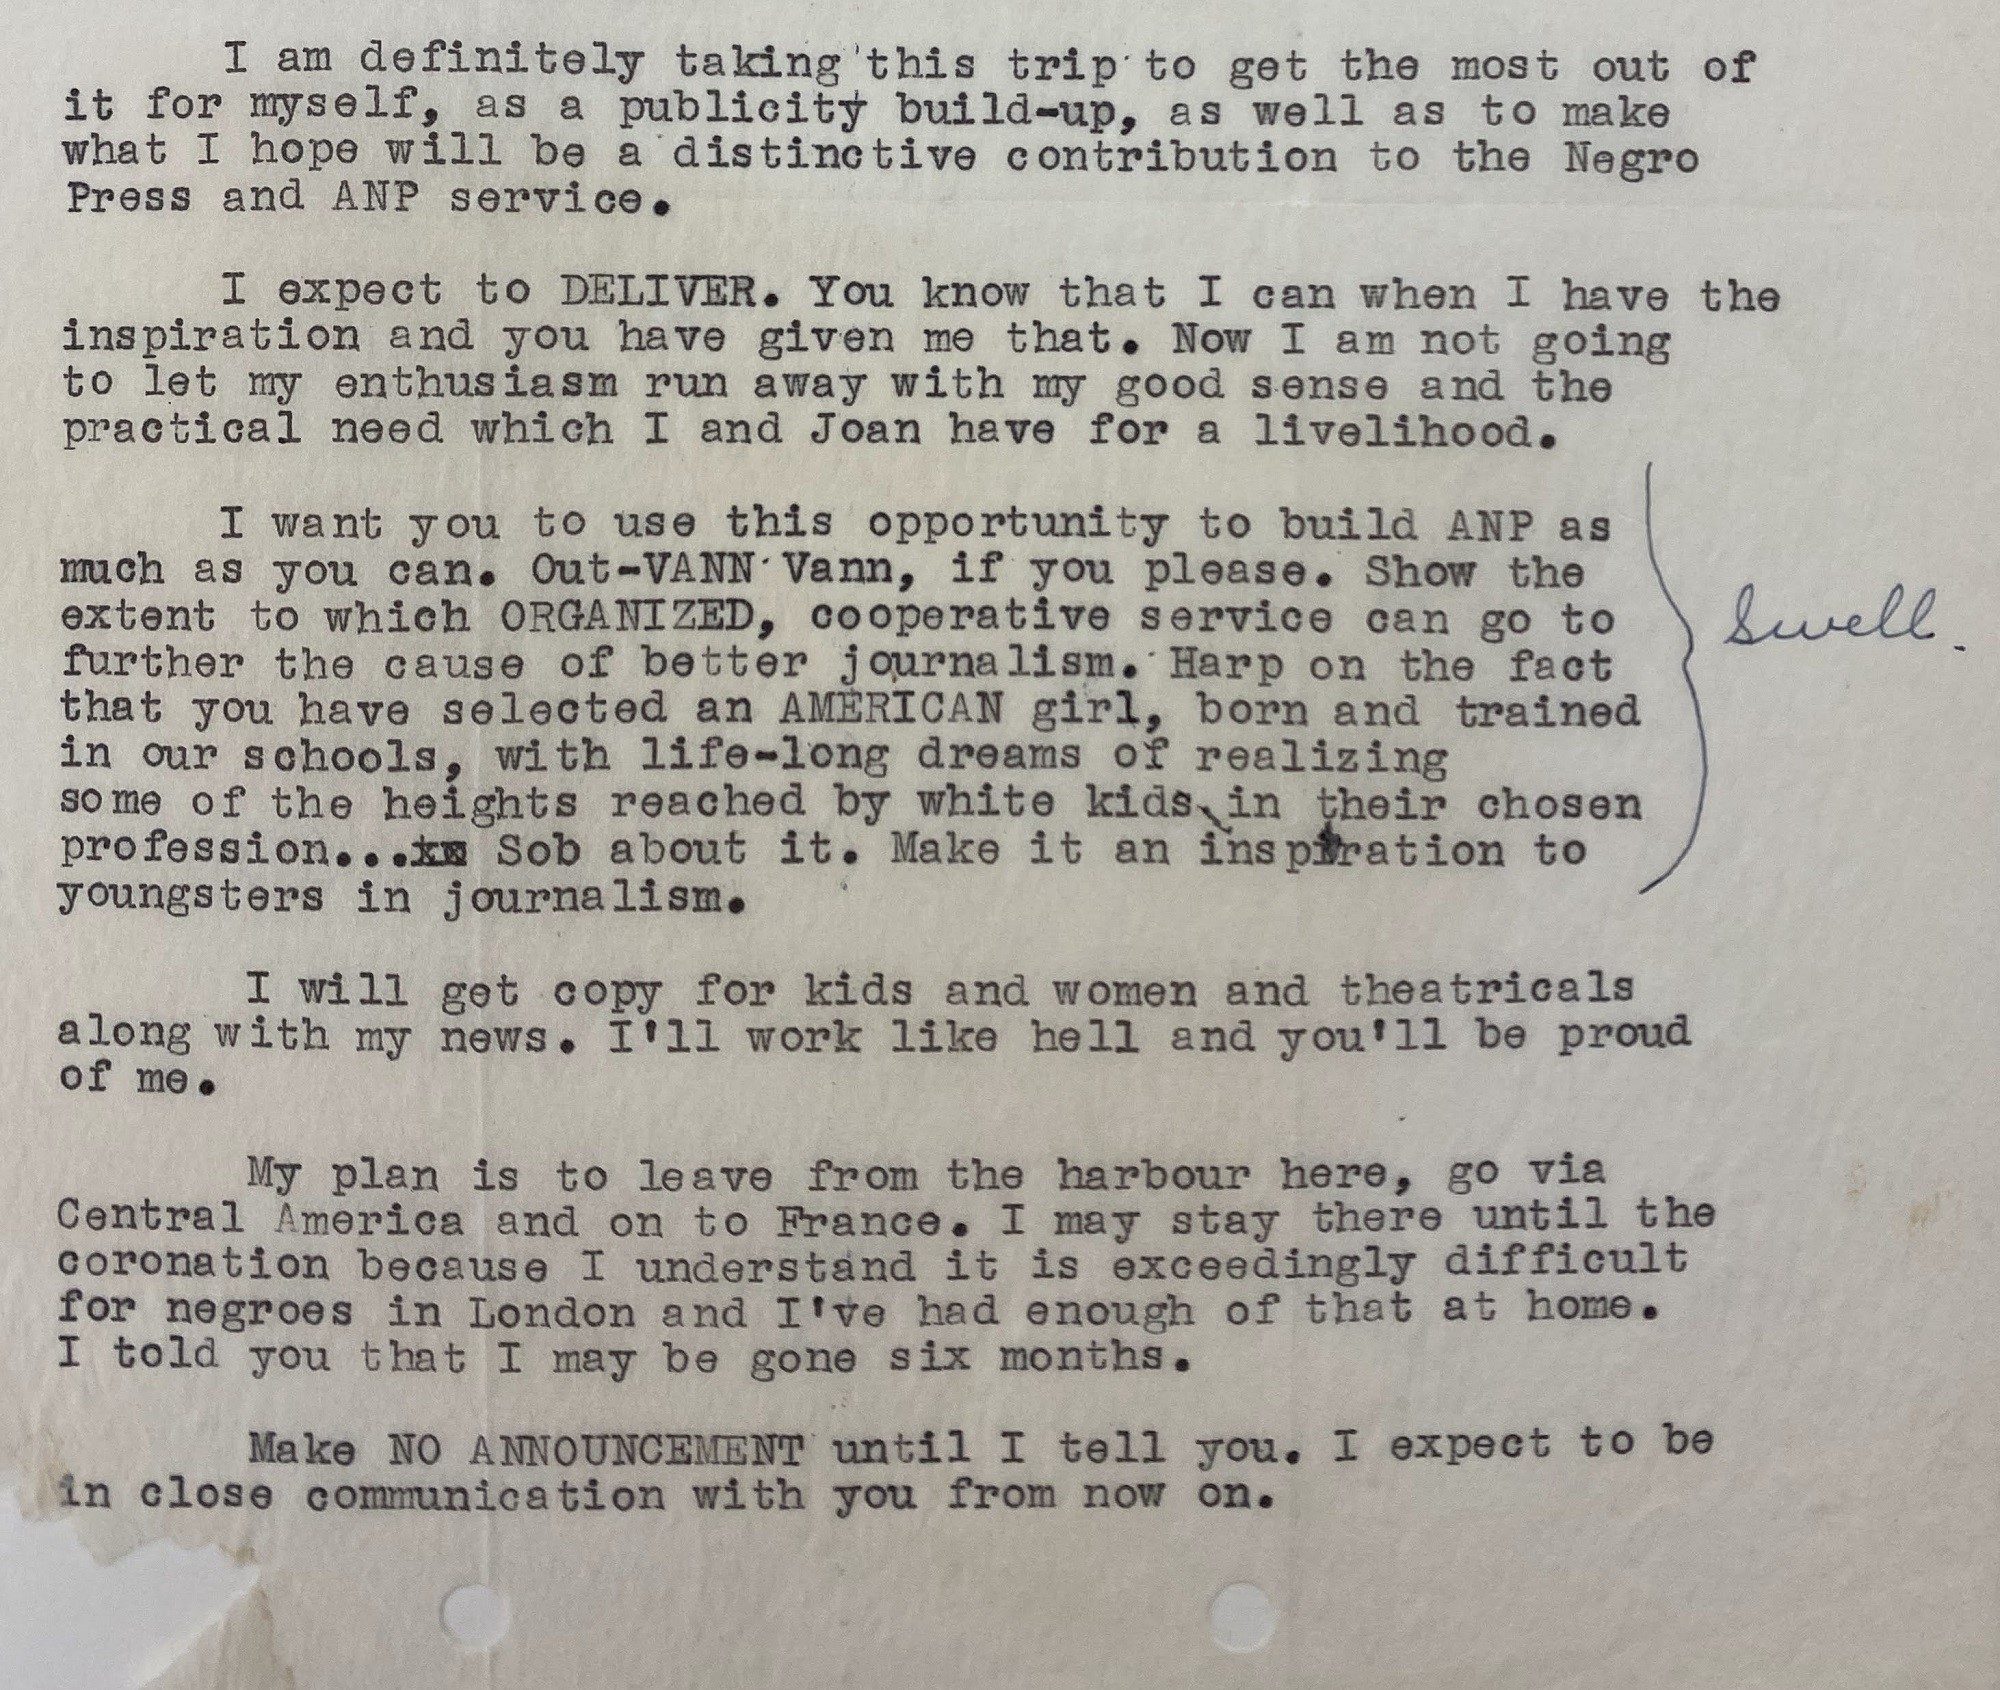 I am definitely taking this trip to get the most out of
it for myself, as a publicity build-up, as well as to make
what I hope will be a distinctive contribution to the Negro
Press and ANP service.
I expect to DELIVER. You know that I can when I have the
inspiration and you have given me that. Now I am not going
to let my enthusiasm run away with my good sense and the
practical need which I and Joan have for a livelihood.
I want you to use this opportunity to build ANP as
much as you can. Out-VANN Vann, if you please. Show the
extent to which ORGANIZED, cooperative service can go to
further the cause of better journalism. Harp on the fact
that you have selected an AMERICAN girl, born and trained
in our schools, with life-long dreams of realizing
some of the heights reached by white kids, in their chosen
profession... Sob about it. Make it an inspiration to
youngsters in journalism.
Swell.
I will get copy for kids and women and theatricals
along with my news. I'll work like hell and you'll be proud
of me.
My plan is to leave from the harbour here, go via
Central America and on to France. I may stay there until the
coronation because I understand it is exceedingly difficult
for negroes in London and I've had enough of that at home.
I told you that I may be gone six months.
Make NO ANNOUNCEMENT until I tell you. I expect to be
in close communication with you from now on.